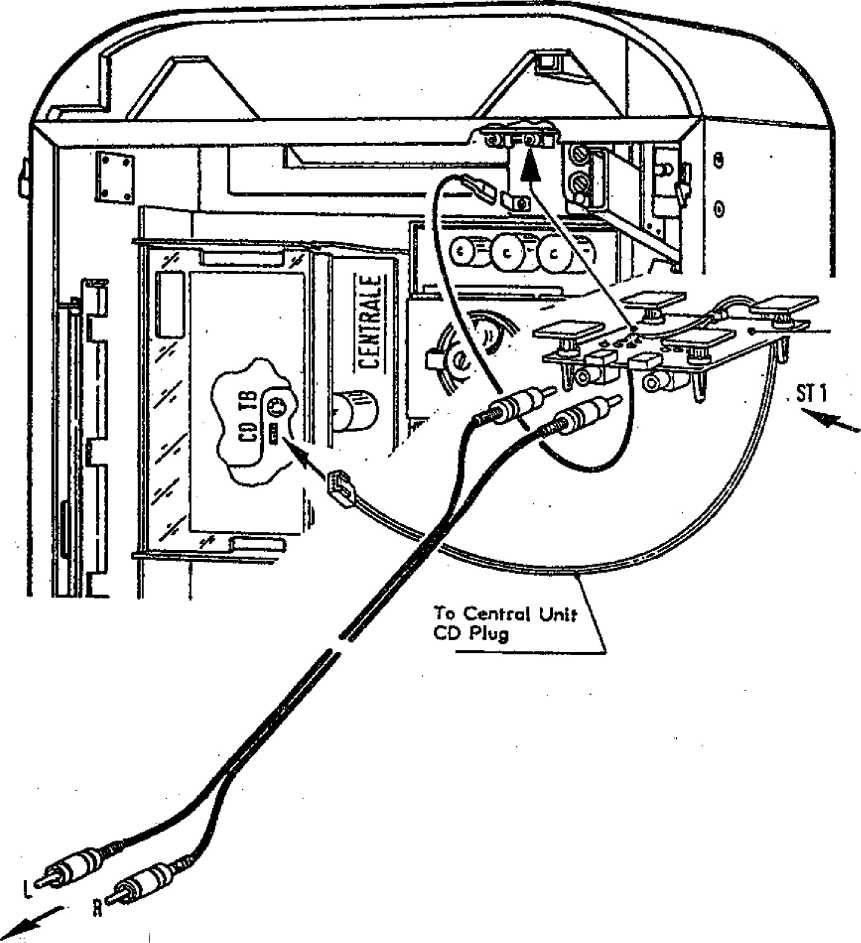 CENTRALE
CD TB
ST1
To Central Unit
CD Plug
L
R